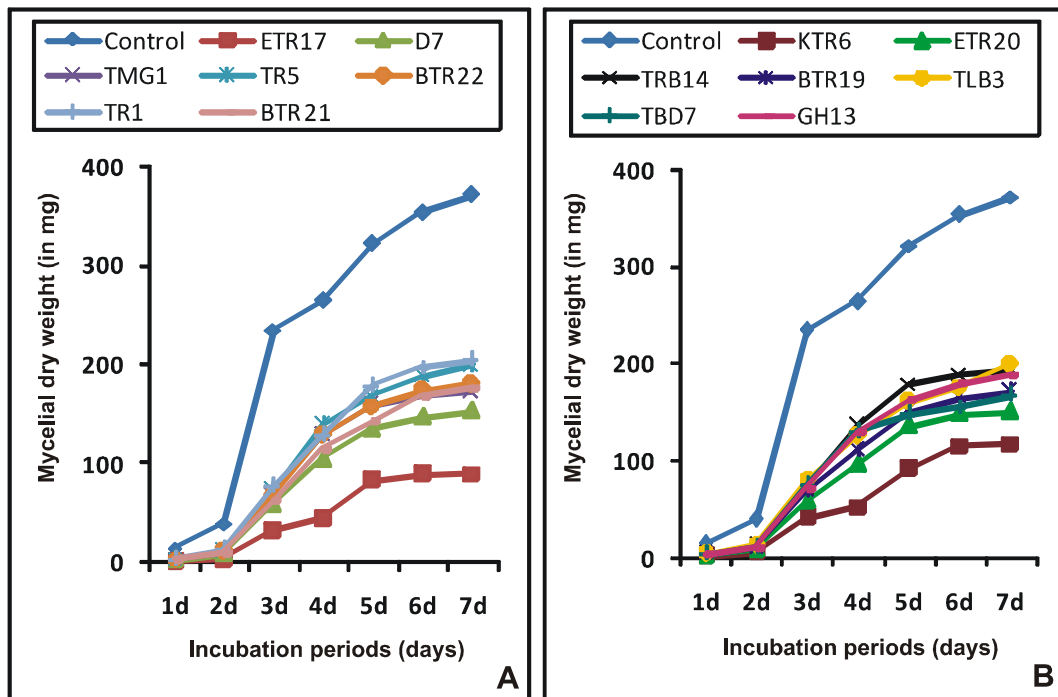 Control ETR17 D7
TMG1 TR5 BTR22
TR1 BTR21
Mycelial dry weight (in mg)
400
300
200
100
0
1d 2d 3d 4d 5d 6d 7d
Incubation periods (days)
A
Control KTR6 ETR20
TRB14 BTR19 TLB3
TBD7 GH13
Mycelial dry weight (in mg)
400
300
200
100
0
1d 2d 3d 4d 5d 6d 7d
Incubation periods (days)
B